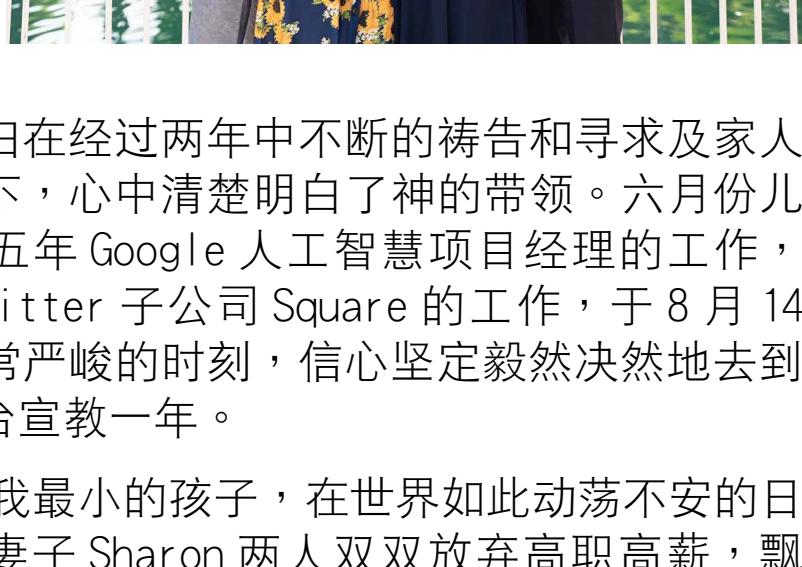 妇在经过两年中不断的祷告和寻求及家人
下，心中清楚明白了神的带领。六月份儿
五年 Google 人工智慧项目经理的工作，
itter 子公司 Square 的工作，于 8 月 14
常严峻的时刻，信心坚定毅然决然地去到
台宣教一年。
我最小的孩子，在世界如此动荡不安的日
妻子 Sharon 两人双双放弃高职高薪，飘